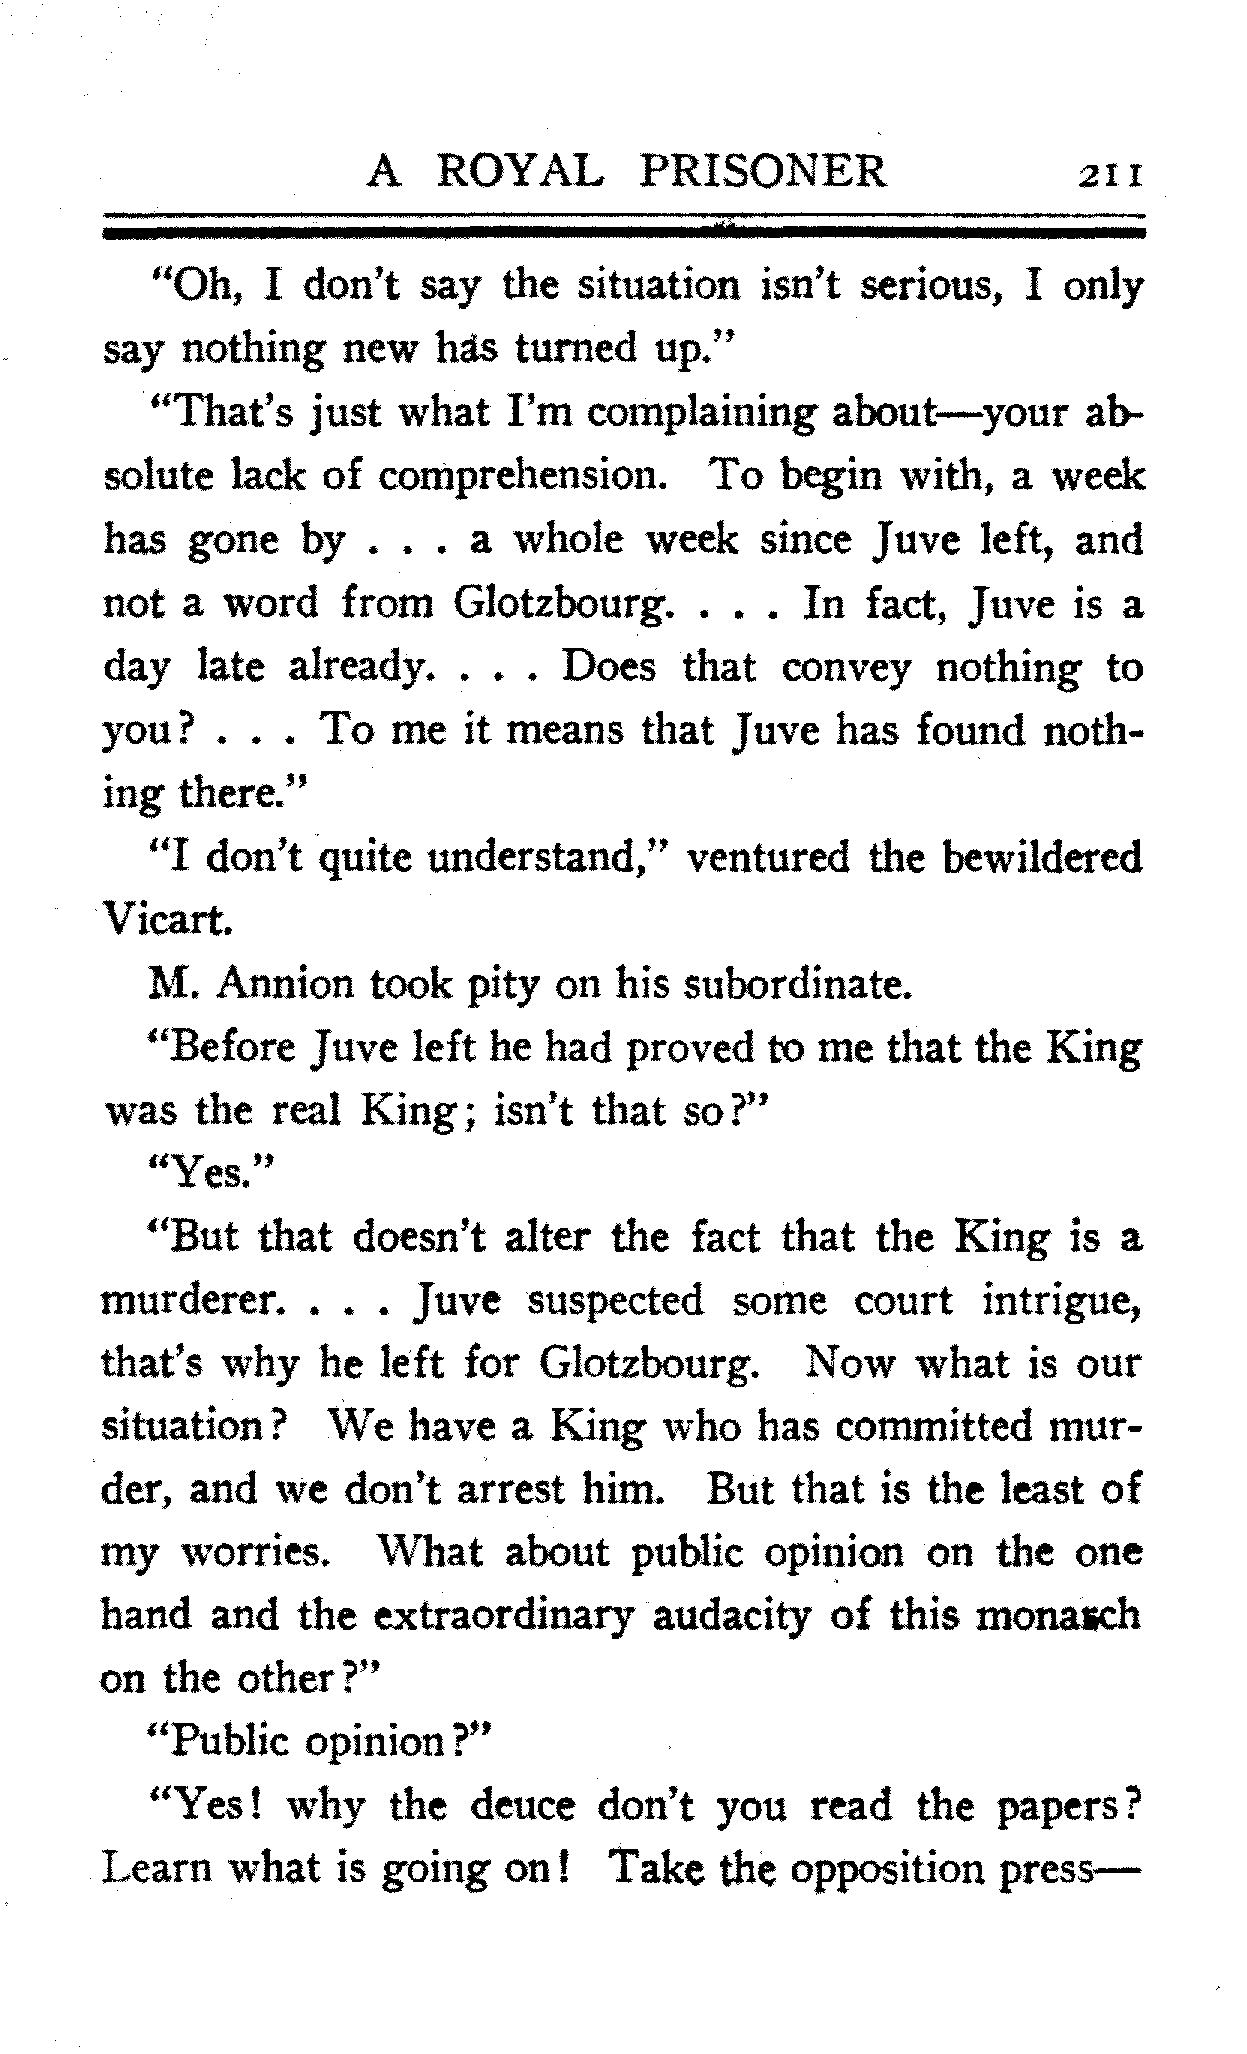 A ROYAL PRISONER 211
"Oh, I don't say the situation isn't serious, I only
say nothing new has turned up."
"That's just what I'm complaining about—your ab-
solute lack of comprehension. To begin with, a week
has gone by . . . a whole week since Juve left, and
not a word from Glotzbourg. . . . In fact, Juve is a
day late already. . . . Does that convey nothing to
you? . . . To me it means that Juve has found noth-
ing there."
"I don't quite understand," ventured the bewildered
Vicart.
M. Annion took pity on his subordinate.
"Before Juve left he had proved to me that the King
was the real King; isn't that so?"
"Yes."
"But that doesn't alter the fact that the King is a
murderer. . . . Juve suspected some court intrigue,
that's why he left for Glotzbourg. Now what is our
situation? We have a King who has committed mur-
der, and we don't arrest him. But that is the least of
my worries. What about public opinion on the one
hand and the extraordinary audacity of this monarch
on the other?"
"Public opinion?"
"Yes! why the deuce don't you read the papers?
Learn what is going on! Take the opposition press—